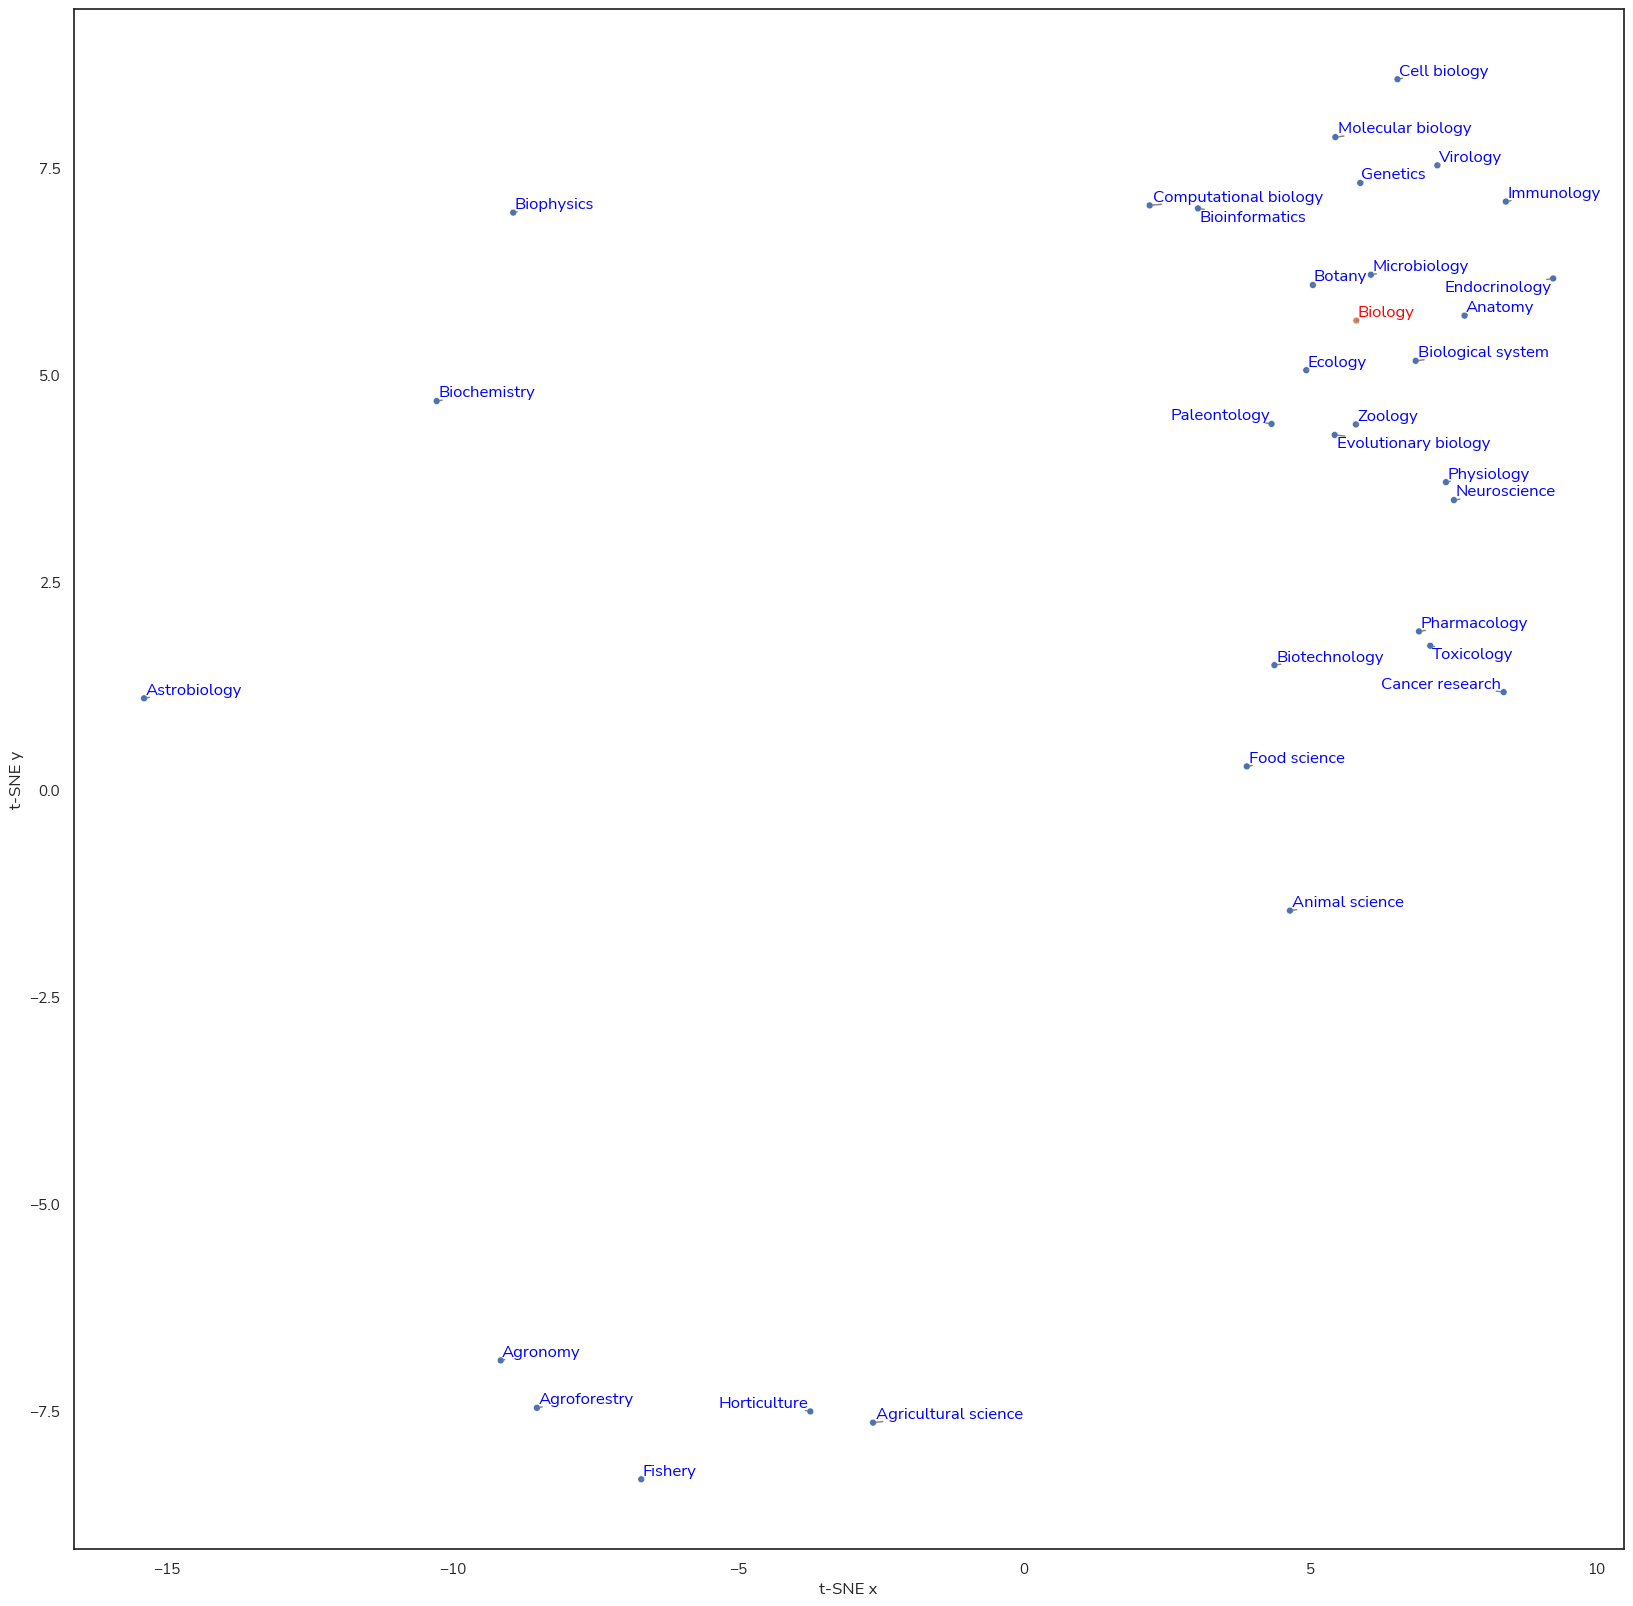 Cell biology
Molecular biology
Virology
Genetics
Immunology
Computational biology
Biophysics
Bioinformatics
Microbiology
Botany
Endocrinology
Anatomy
Biology
Biological system
Ecology
Biochemistry
Paleontology
Zoology
Evolutionary biology
Physiology
Neuroscience
Pharmacology
Toxicology
Biotechnology
Cancer research
Astrobiology
Food science
Animal science
Agronomy
Agroforestry
Horticulture
Agricultural science
Fishery
7.5
5.0
2.5
0.0
−2.5
−5.0
−7.5
t-SNE y
−15
−10
−5
0
5
10
t-SNE x